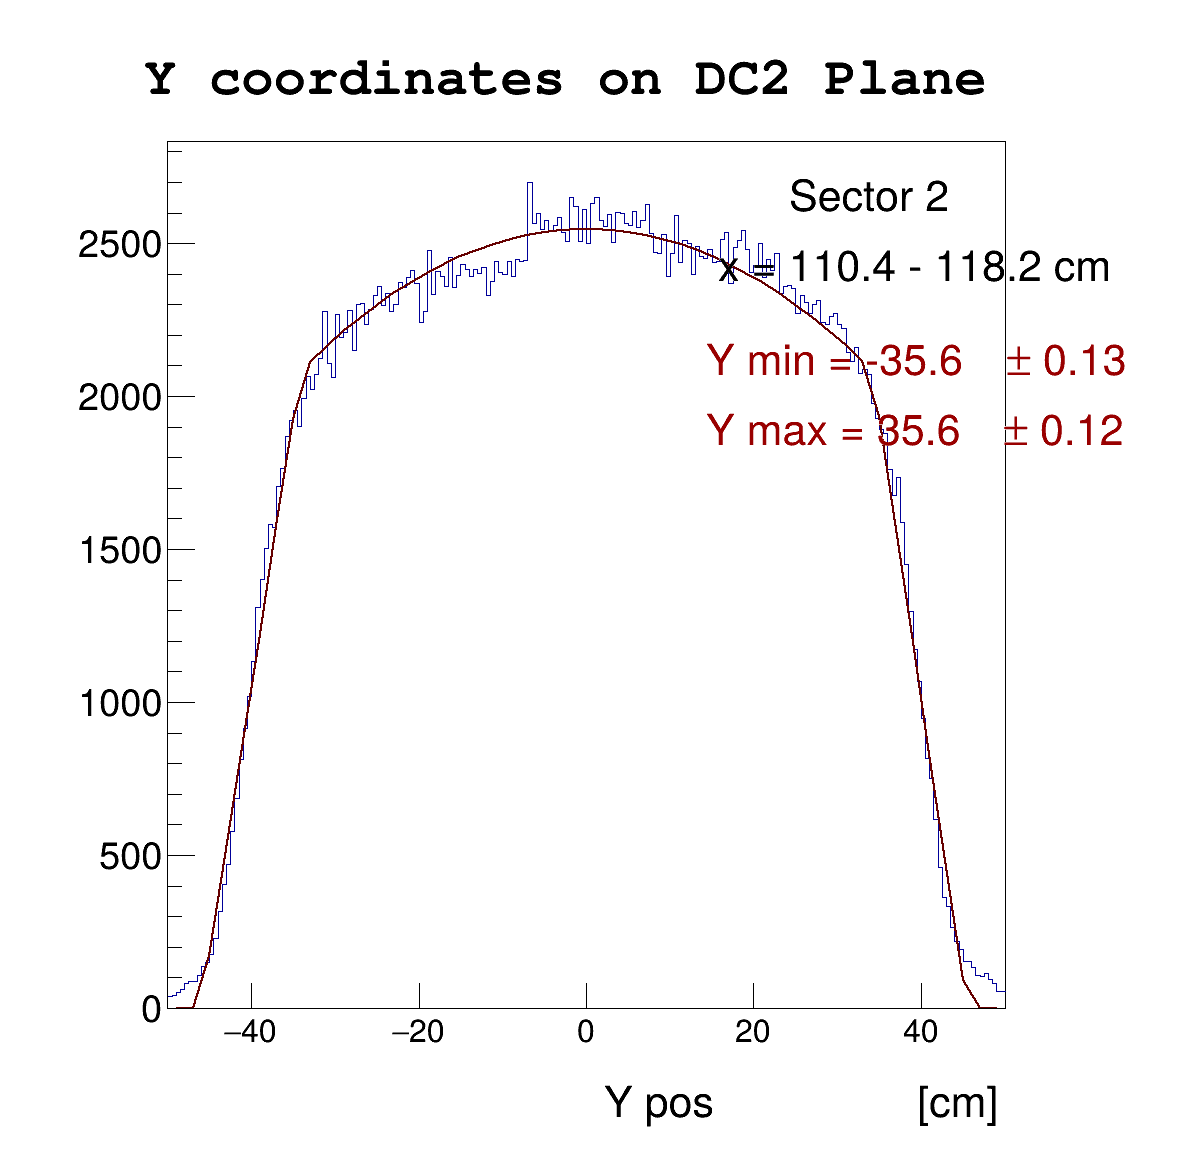 Y coordinates on DC2 Plane
Sector 2
x = 110.4 - 118.2 cm
Y min = -35.6 ± 0.13
Y max = 35.6 ± 0.12
2500
2000
1500
1000
500
0
−40 −20 0 20 40
Y pos [cm]